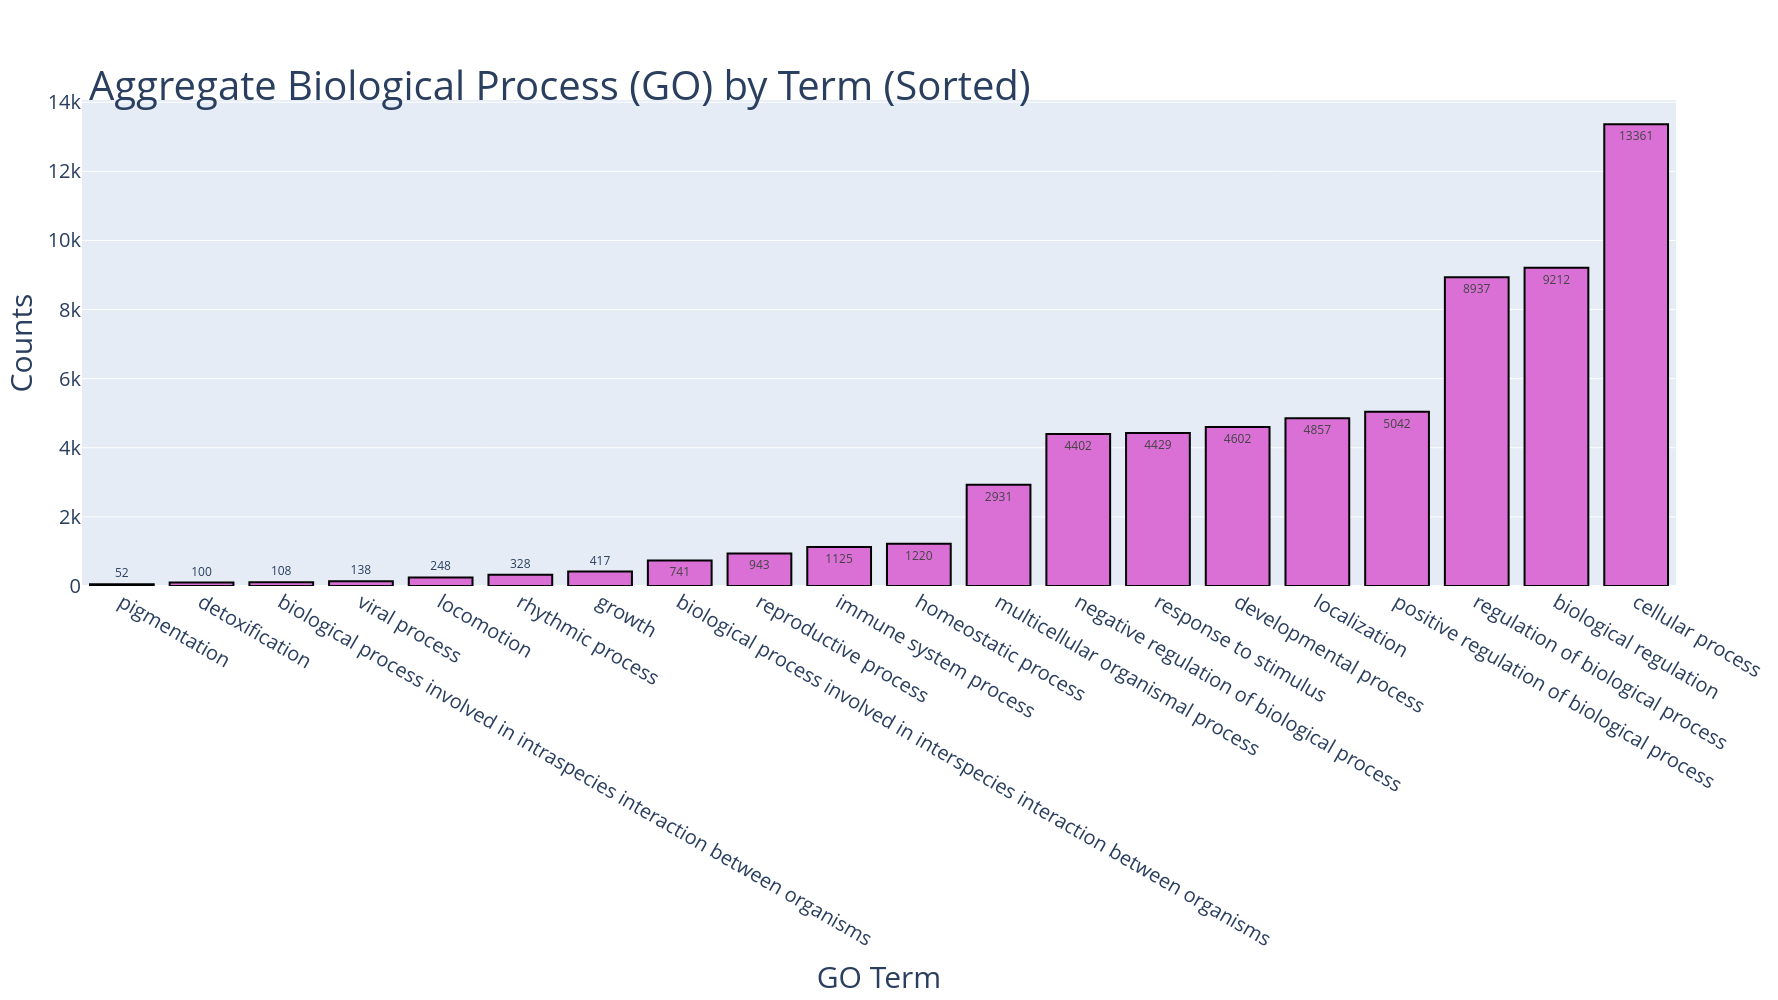 Aggregate Biological Process (GO) by Term (Sorted)
14k
12k
10k
8k
6k
4k
2k
0
Counts
52
100
108
138
248
328
417
741
943
1125
1220
2931
4402
4429
4602
4857
5042
8937
9212
13361
pigmentation
detoxification
biological process involved in intraspecies interaction between organisms
viral process
locomotion
rhythmic process
growth
biological process involved in interspecies interaction between organisms
reproductive process
immune system process
homeostatic process
multicellular organismal process
negative regulation of biological process
response to stimulus
developmental process
localization
positive regulation of biological process
regulation of biological process
biological regulation
cellular process
GO Term